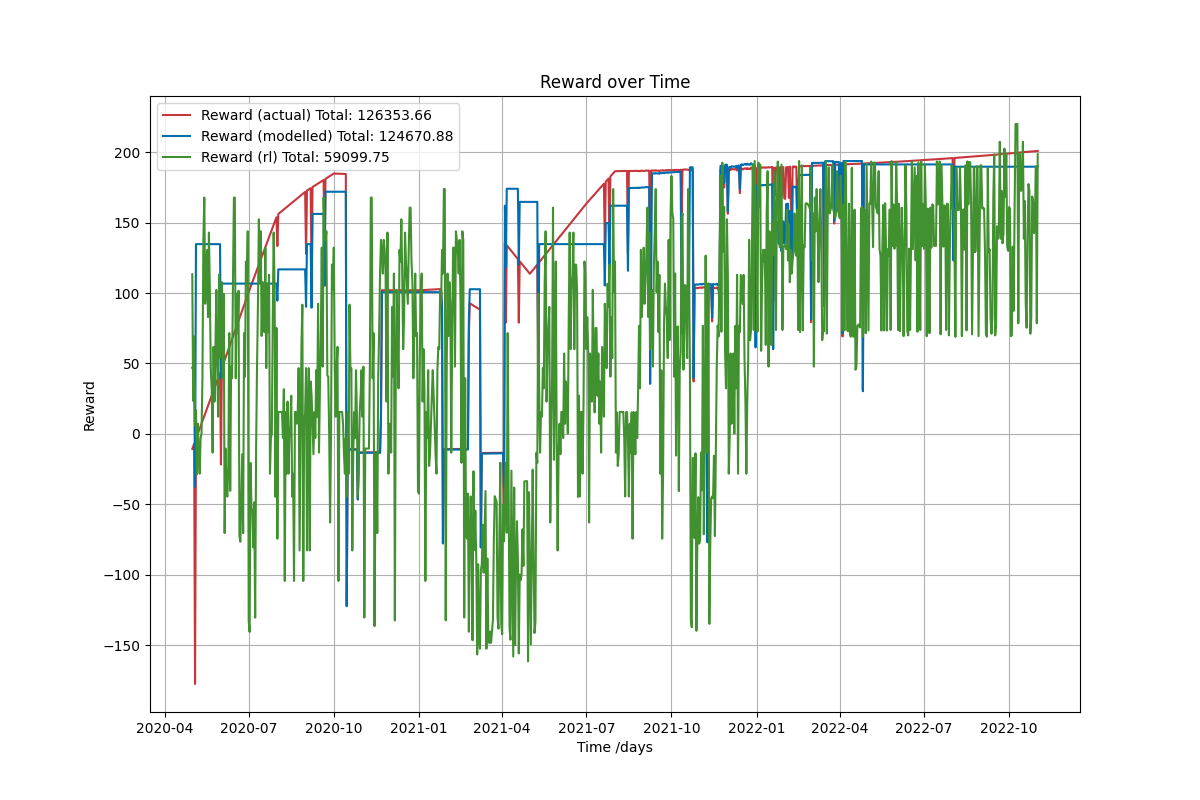 Reward over Time
Reward (actual) Total: 126353.66
Reward (modelled) Total: 124670.88
Reward (rl) Total: 59099.75
200
150
100
50
0
−50
−100
−150
Reward
2020-04 2020-07 2020-10 2021-01 2021-04 2021-07 2021-10 2022-01 2022-04 2022-07 2022-10
Time /days